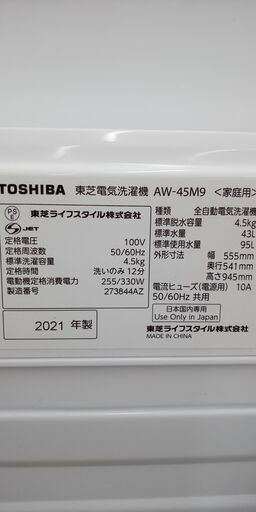 TOSHIBA 東芝電気洗濯機 AW-45M9 <家庭用>
PS
E
S-JET
東芝ライフスタイル株式会社
定格電圧 100V
定格周波数 50/60Hz
標準洗濯容量 4.5kg
定格時間 洗いのみ 12分
電動機定格消費電力 255/330W
製造番号 273844AZ
2021 年製
種類 全自動電気洗濯機
標準脱水容量 4.5kg
標準水量 43L
標準使用水量 95L
外形寸法 幅 555mm
奥行541mm
高さ945mm
電流ヒューズ(電源用) 10A
50/60Hz 共用
日本国内専用
Use Only in Japan
東芝ライフスタイル株式会社
MADE IN CHINA